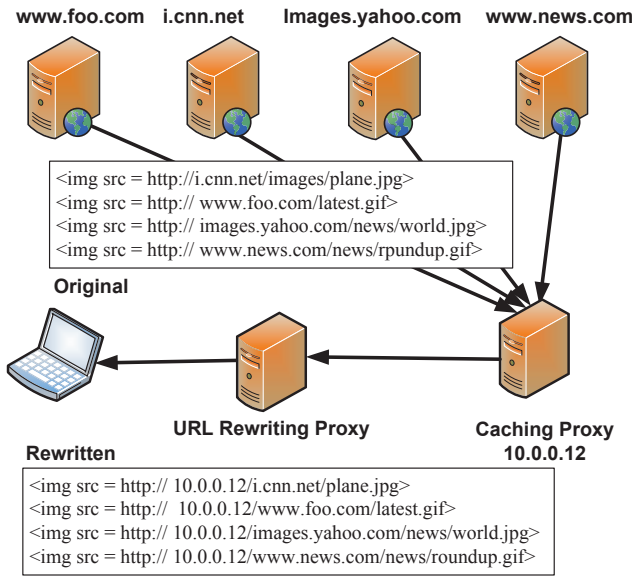 www.foo.com i.cnn.net Images.yahoo.com www.news.com
<img src = http://i.cnn.net/images/plane.jpg>
<img src = http:// www.foo.com/latest.gif>
<img src = http:// images.yahoo.com/news/world.jpg>
<img src = http:// www.news.com/news/rpundup.gif>
Original
URL Rewriting Proxy
Caching Proxy
10.0.0.12
Rewritten
<img src = http:// 10.0.0.12/i.cnn.net/plane.jpg>
<img src = http://  10.0.0.12/www.foo.com/latest.gif>
<img src = http:// 10.0.0.12/images.yahoo.com/news/world.jpg>
<img src = http:// 10.0.0.12/www.news.com/news/roundup.gif>